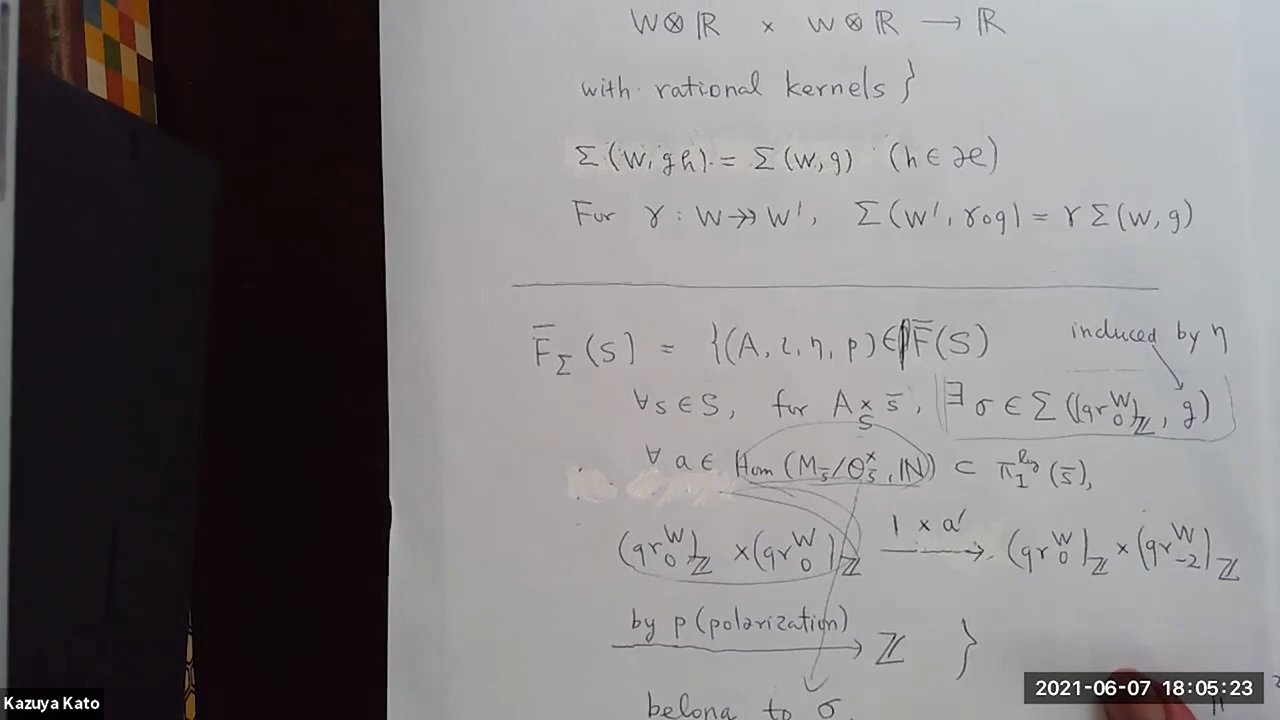 W⊗ℝ × W⊗ℝ ⟶ ℝ
with rational kernels }
Σ(W, gh) = Σ(W, g) (h ∈ ∂e)
For γ : W ↠ W', Σ(W', γ∘g) = γ Σ(W, g)
F̄_Σ(S) = {(A, ι, η, p) ∈ F̄(S)
induced by η
∀s∈S, for A ×_S s̄, ∃ σ ∈ Σ((gr^W_0)_ℤ, g)
∀ a ∈ Hom(M_s̄/O^×_s̄, ℕ) ⊂ π_1^{log}(s̄),
(gr^W_0)_ℤ × (gr^W_0)_ℤ —1 × a'→ (gr^W_0)_ℤ × (gr^W_{-2})_ℤ
by p (polarization) ⟶ ℤ }
belong to σ.
Kazuya Kato
2021-06-07 18:05:23